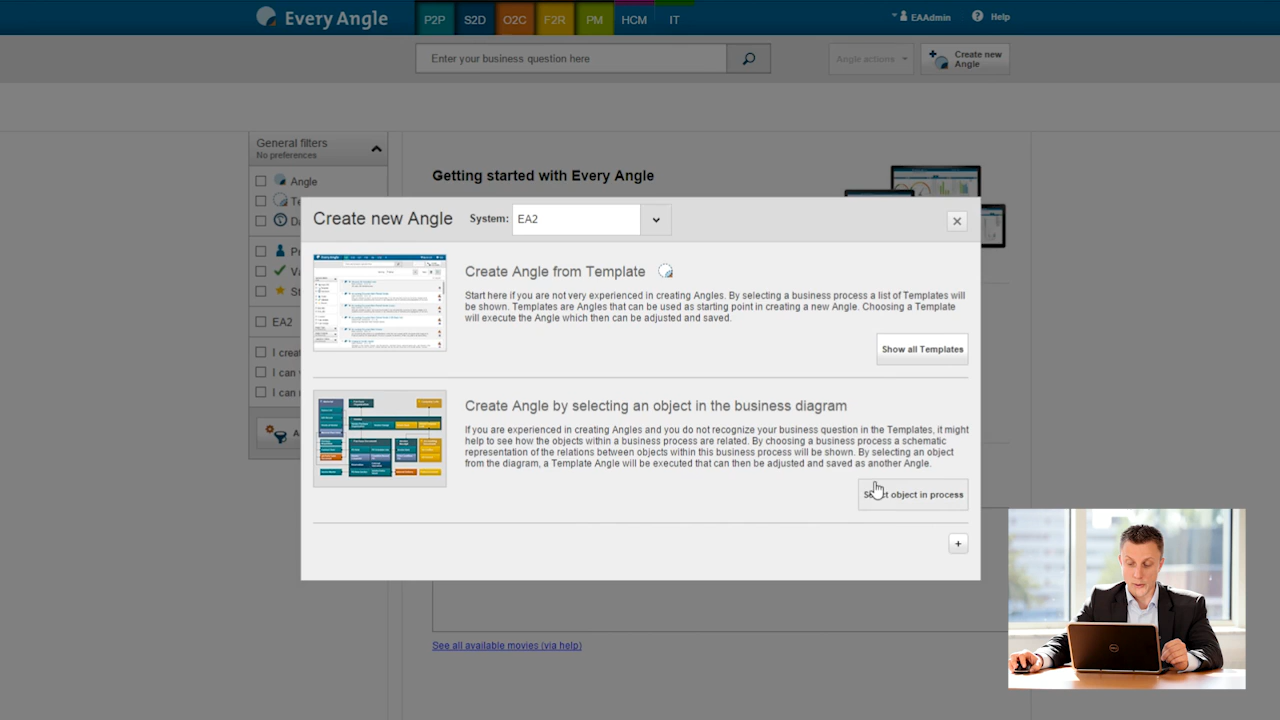 Every Angle
P2P S2D O2C F2R PM HCM IT
EAAdmin
Help
Enter your business question here
Angle actions
Create new
Angle
General filters
No preferences
Angle
Getting started with Every Angle
Create new Angle
System: EA2
Create Angle from Template
Start here if you are not very experienced in creating Angles. By selecting a business process a list of Templates will
be shown. Templates are Angles that can be used as starting point in creating a new Angle. Choosing a Template
will execute the Angle which then can be adjusted and saved.
Show all Templates
EA2
I can
I can
Create Angle by selecting an object in the business diagram
If you are experienced in creating Angles and you do not recognize your business question in the Templates, it might
help to see how the objects within a business process are related. By choosing a business process a schematic
representation of the relations between objects within this business process will be shown. By selecting an object
from the diagram, a Template Angle will be executed that can then be adjusted and saved as another Angle.
object in process
+
See all available movies (via help)